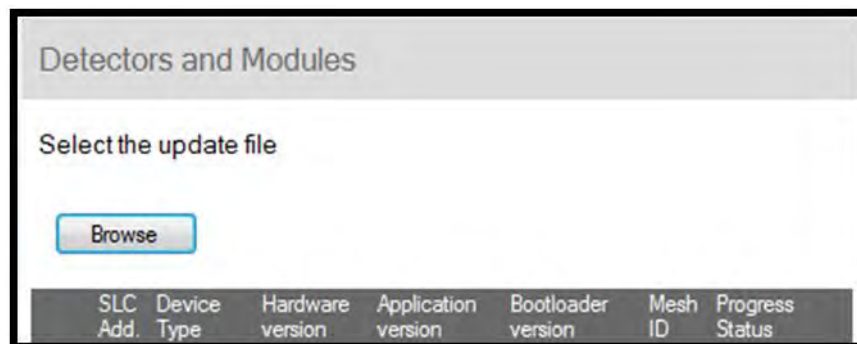 Detectors and Modules
Select the update file
Browse
SLC Add. Device Type Hardware version Application version Bootloader version Mesh ID Progress Status